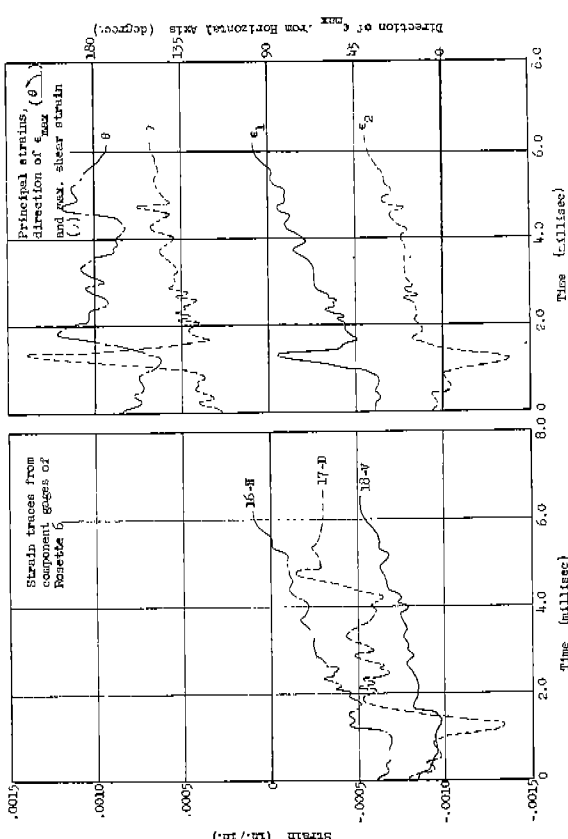 Principal strains,
direction of ϵmax (θ)
and max. shear strain
(γ)
Direction of ϵmax from Horizontal Axis (degree.)
180
135
90
45
0
θ
γ
ϵ1
ϵ2
0
2.0
4.0
6.0
8.0
Time (millisec)
Strain traces from
component gages of
Rosette 6
16-H
17-D
18-V
.0015
.0010
.0005
0
-.0005
-.0010
-.0015
Strain (in./in.)
0
2.0
4.0
6.0
8.0
Time (millisec)